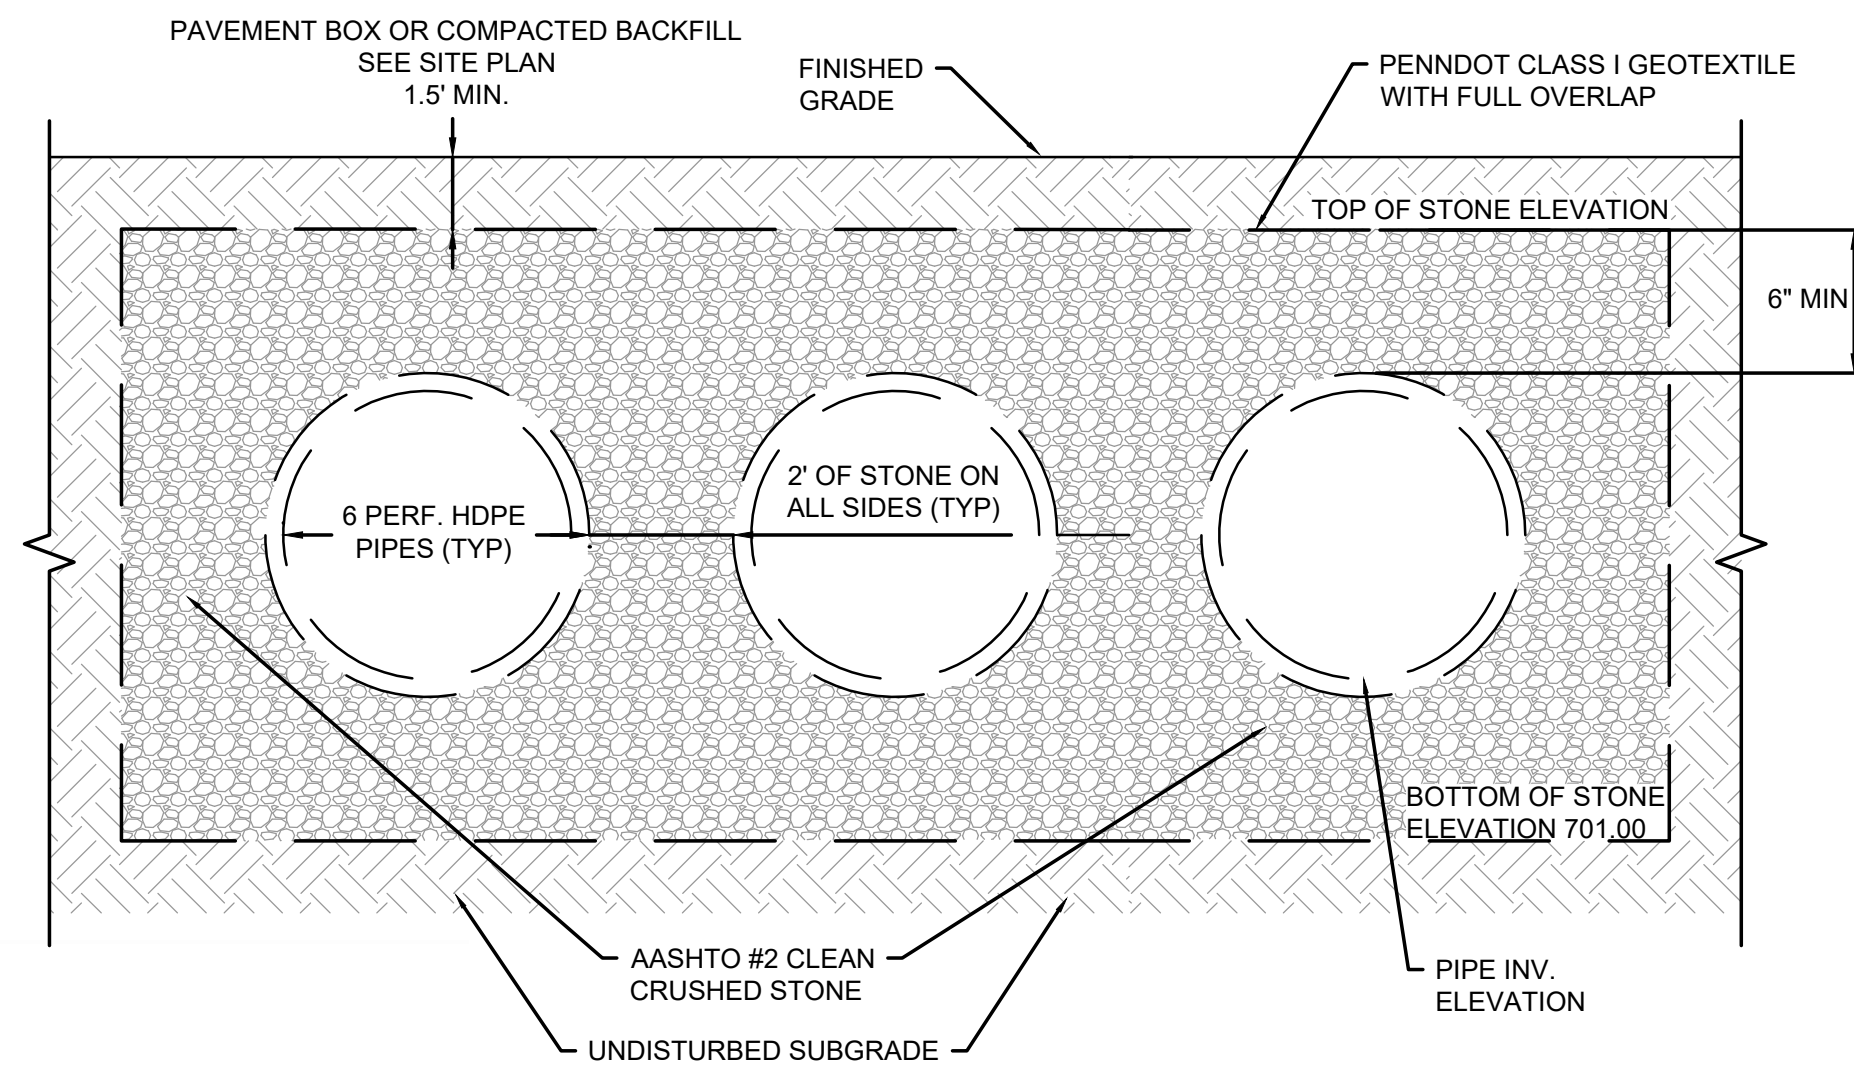 PAVEMENT BOX OR COMPACTED BACKFILL
SEE SITE PLAN
1.5' MIN.
FINISHED
GRADE
PENNDOT CLASS I GEOTEXTILE
WITH FULL OVERLAP
TOP OF STONE ELEVATION
6" MIN
2' OF STONE ON
ALL SIDES (TYP)
6 PERF. HDPE
PIPES (TYP)
BOTTOM OF STONE
ELEVATION 701.00
AASHTO #2 CLEAN
CRUSHED STONE
PIPE INV.
ELEVATION
UNDISTURBED SUBGRADE